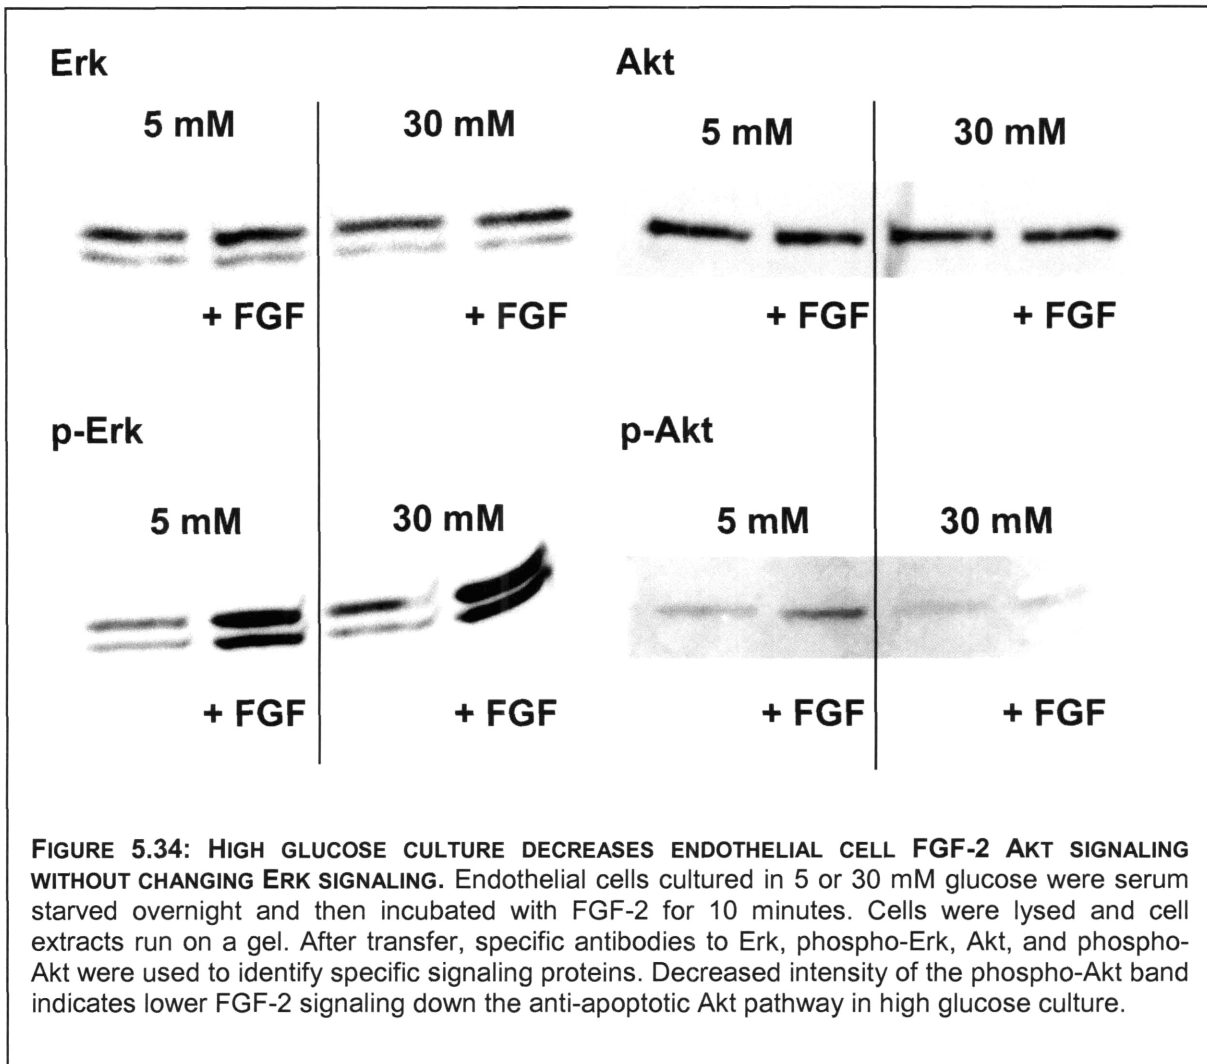 Erk
5 mM
30 mM
+ FGF
+ FGF
Akt
5 mM
30 mM
+ FGF
+ FGF
p-Erk
5 mM
30 mM
+ FGF
+ FGF
p-Akt
5 mM
30 mM
+ FGF
+ FGF
FIGURE 5.34: HIGH GLUCOSE CULTURE DECREASES ENDOTHELIAL CELL FGF-2 AKT SIGNALING
WITHOUT CHANGING ERK SIGNALING. Endothelial cells cultured in 5 or 30 mM glucose were serum
starved overnight and then incubated with FGF-2 for 10 minutes. Cells were lysed and cell
extracts run on a gel. After transfer, specific antibodies to Erk, phospho-Erk, Akt, and phospho-
Akt were used to identify specific signaling proteins. Decreased intensity of the phospho-Akt band
indicates lower FGF-2 signaling down the anti-apoptotic Akt pathway in high glucose culture.